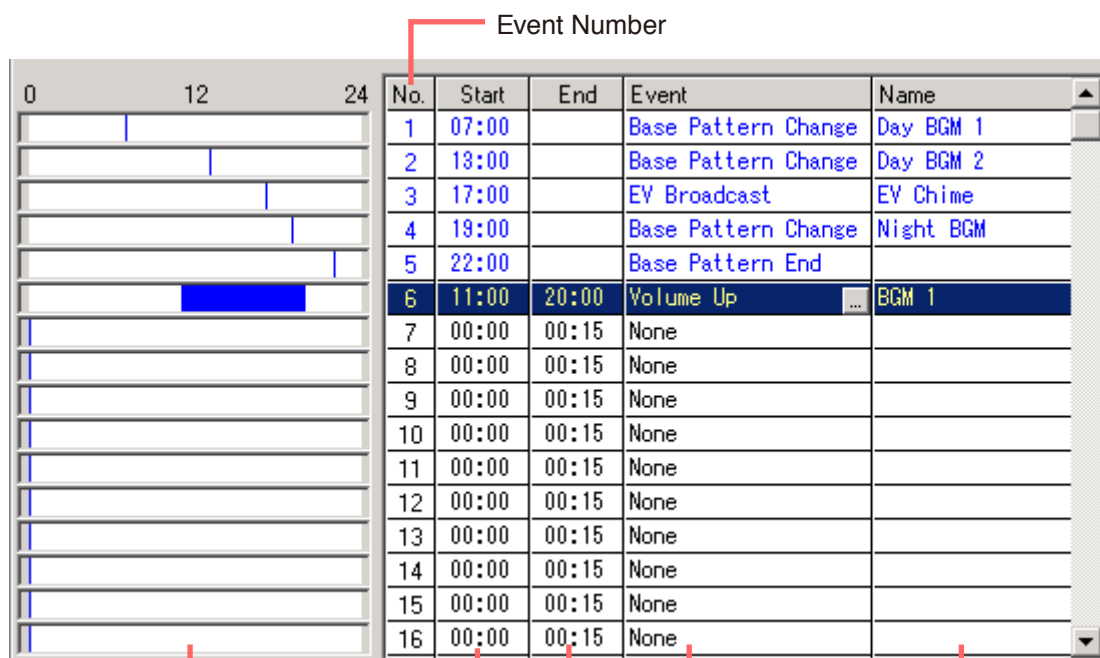 Event Number
0 12 24 No. Start End Event Name
1 07:00 Base Pattern Change Day BGM 1
2 13:00 Base Pattern Change Day BGM 2
3 17:00 EV Broadcast EV Chime
4 19:00 Base Pattern Change Night BGM
5 22:00 Base Pattern End
6 11:00 20:00 Volume Up ... BGM 1
7 00:00 00:15 None
8 00:00 00:15 None
9 00:00 00:15 None
10 00:00 00:15 None
11 00:00 00:15 None
12 00:00 00:15 None
13 00:00 00:15 None
14 00:00 00:15 None
15 00:00 00:15 None
16 00:00 00:15 None